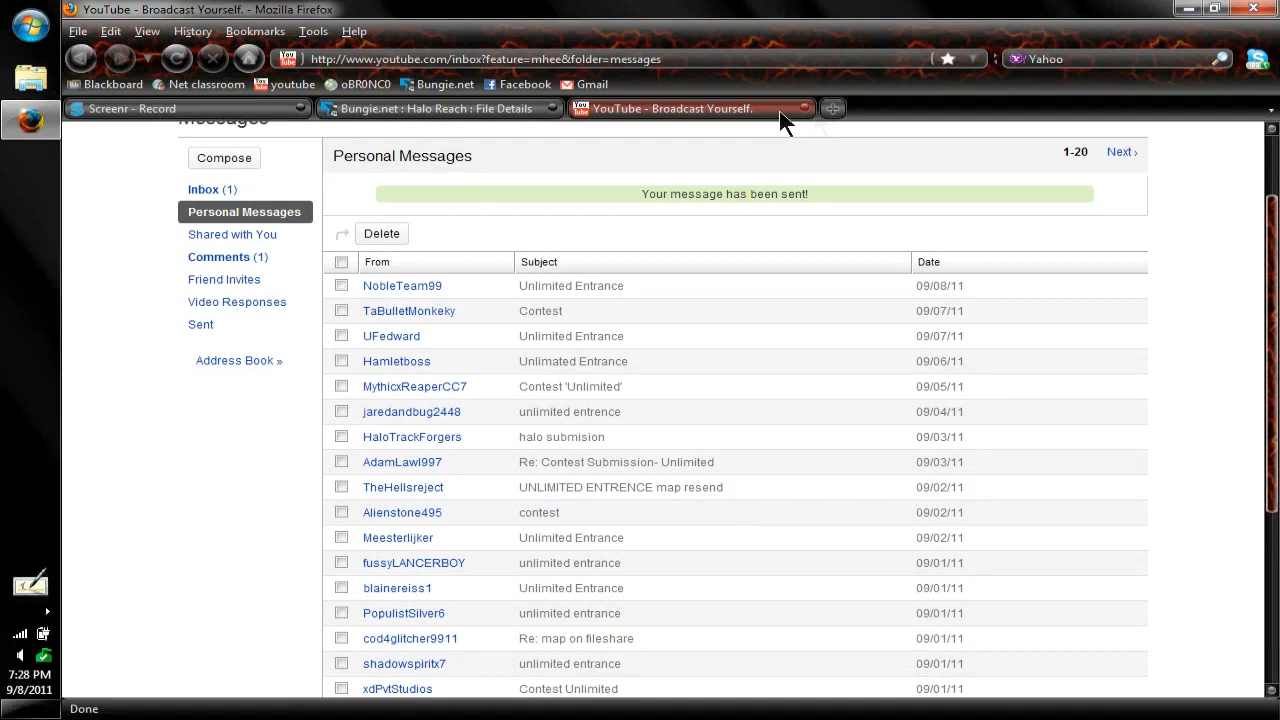 YouTube - Broadcast Yourself. - Mozilla Firefox
File Edit View History Bookmarks Tools Help
You Tube http://www.youtube.com/inbox?feature=mhee&folder=messages Yahoo
Blackboard Net classroom You Tube youtube oBR0NC0 Bungie.net Facebook Gmail
Screenr - Record Bungie.net : Halo Reach : File Details You Tube YouTube - Broadcast Yourself.
Messages
Compose Personal Messages 1-20 Next ›
Inbox (1) Your message has been sent!
Personal Messages
Shared with You Delete
Comments (1) From Subject Date
Friend Invites NobleTeam99 Unlimited Entrance 09/08/11
Video Responses TaBulletMonkeky Contest 09/07/11
Sent UFedward Unlimited Entrance 09/07/11
Address Book » Hamletboss Unlimated Entrance 09/06/11
MythicxReaperCC7 Contest 'Unlimited' 09/05/11
jaredandbug2448 unlimited entrence 09/04/11
HaloTrackForgers halo submision 09/03/11
AdamLawl997 Re: Contest Submission- Unlimited 09/03/11
TheHellsreject UNLIMITED ENTRENCE map resend 09/02/11
Alienstone495 contest 09/02/11
Meesterlijker Unlimited Entrance 09/02/11
fussyLANCERBOY unlimited entrance 09/01/11
blainereiss1 Unlimited Entrance 09/01/11
PopulistSilver6 unlimited entrance 09/01/11
cod4glitcher9911 Re: map on fileshare 09/01/11
shadowspiritx7 unlimited entrance 09/01/11
xdPvtStudios Contest Unlimited 09/01/11
7:28 PM
9/8/2011
Done